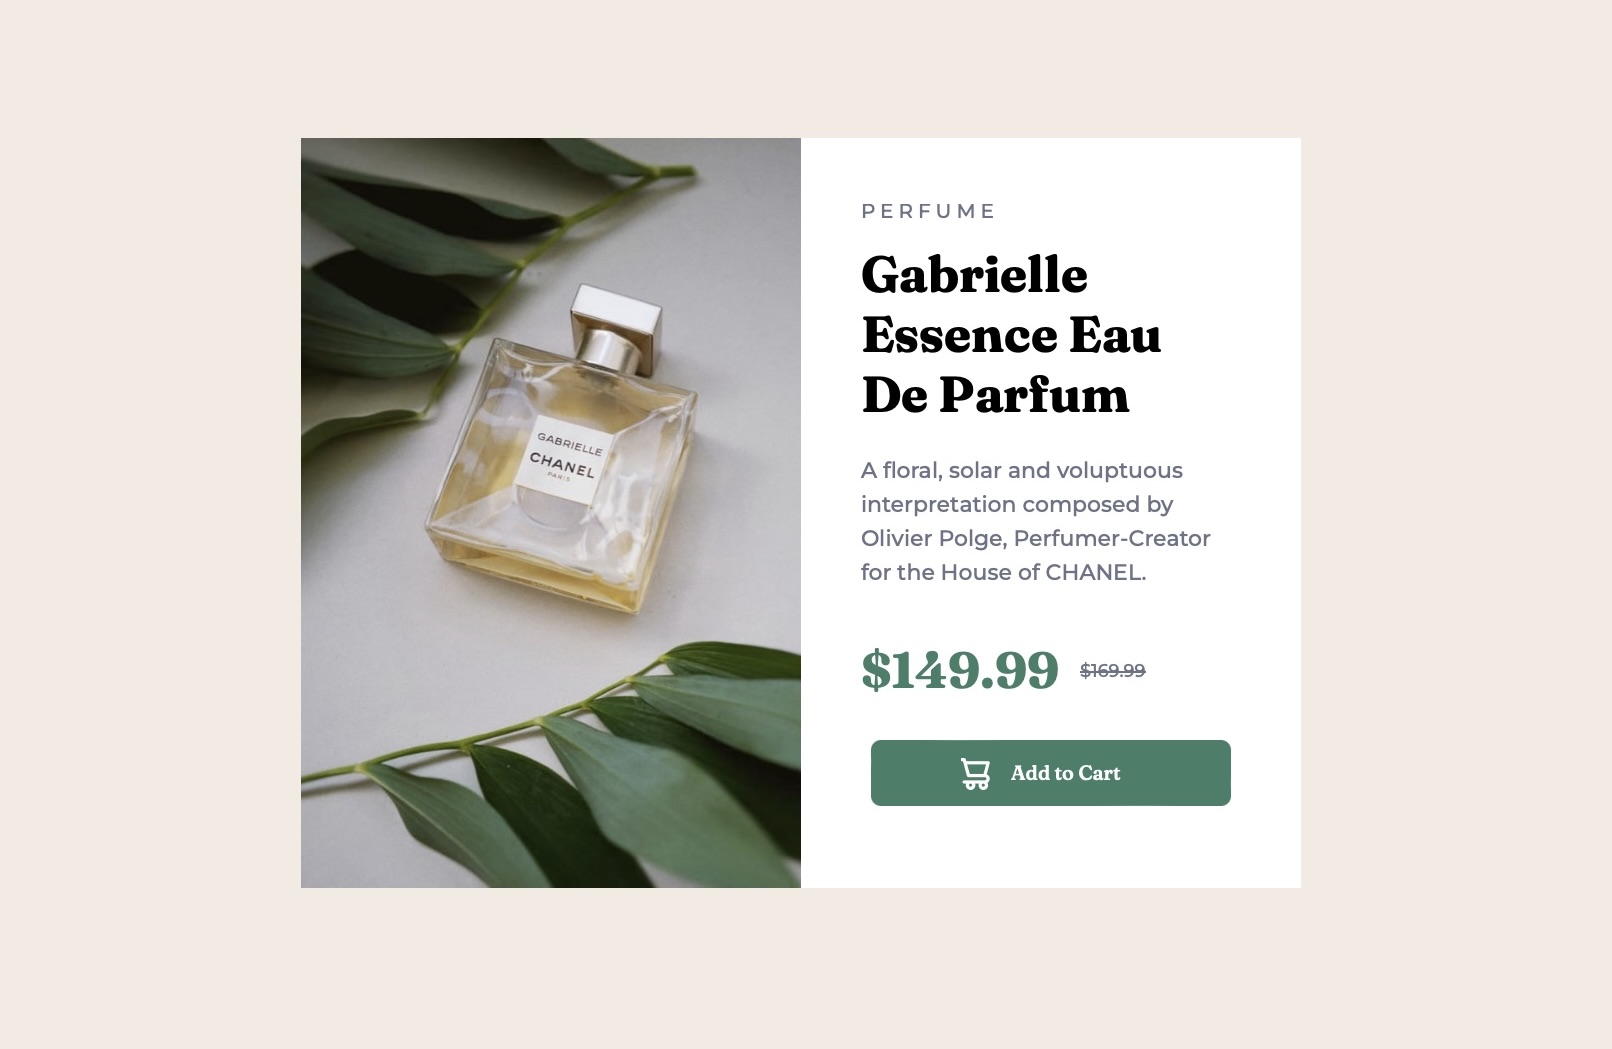 GABRIELLE
CHANEL
PARIS
PERFUME
Gabrielle
Essence Eau
De Parfum
A floral, solar and voluptuous
interpretation composed by
Olivier Polge, Perfumer-Creator
for the House of CHANEL.
$149.99 $169.99
Add to Cart